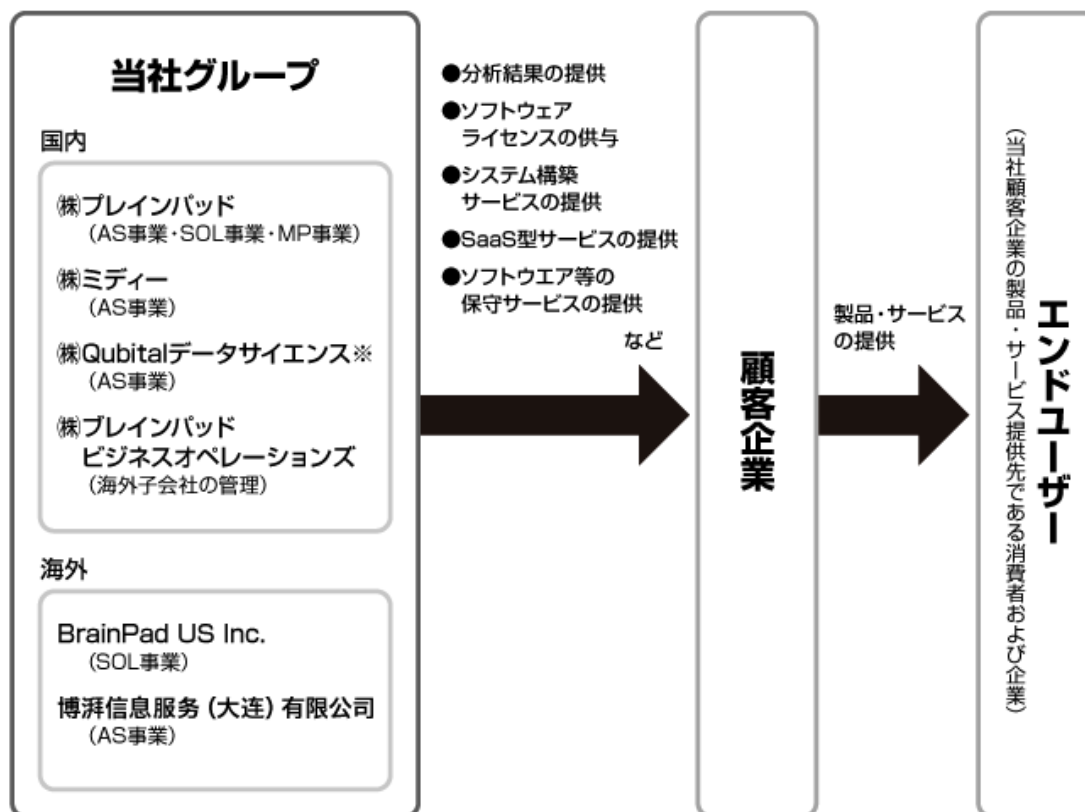 当社グループ
国内
㈱ブレインパッド
（AS事業・SOL事業・MP事業）
㈱ミディー
（AS事業）
㈱Qubitalデータサイエンス※
（AS事業）
㈱ブレインパッド
ビジネスオペレーションズ
（海外子会社の管理）
海外
BrainPad US Inc.
（SOL事業）
博湃信息服务（大连）有限公司
（AS事業）
●分析結果の提供
●ソフトウェア
ライセンスの供与
●システム構築
サービスの提供
●SaaS型サービスの提供
●ソフトウエア等の
保守サービスの提供
など
顧客企業
製品・サービス
の提供
エンドユーザー
（当社顧客企業の製品・サービス提供先である消費者および企業）